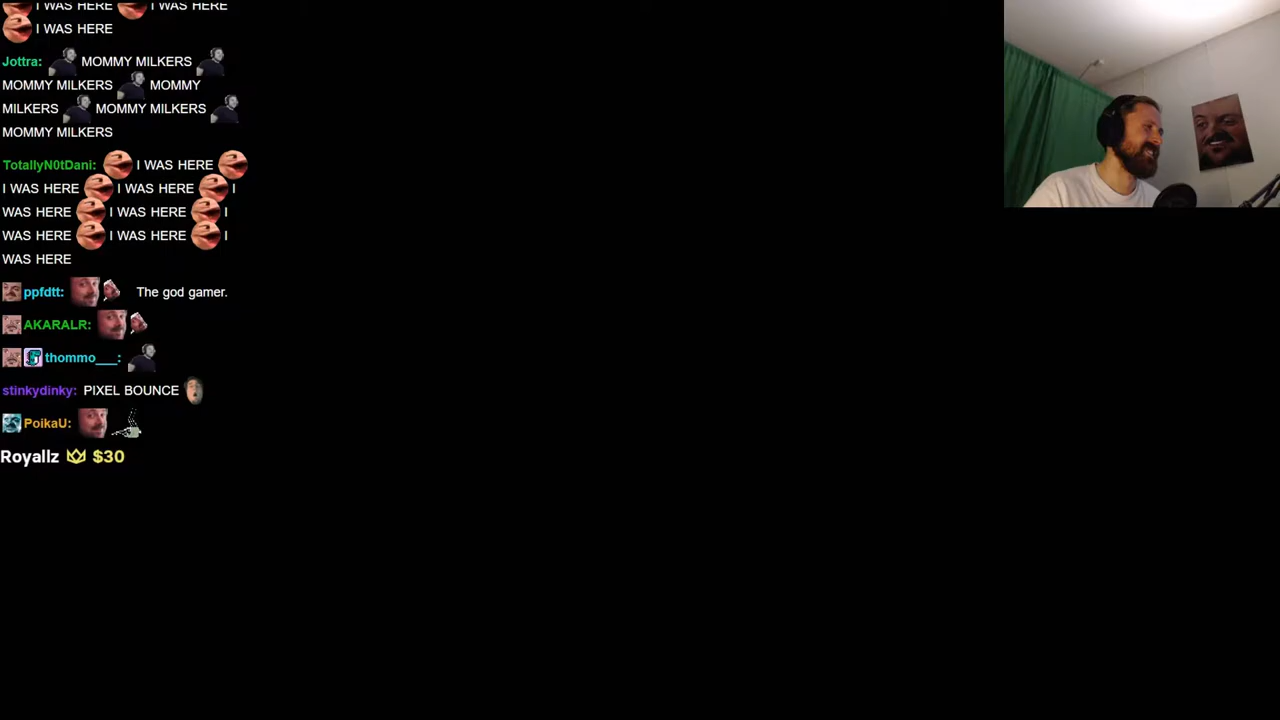 I WAS HERE I WAS HERE
I WAS HERE
Jottra: MOMMY MILKERS
MOMMY MILKERS MOMMY
MILKERS MOMMY MILKERS
MOMMY MILKERS
TotallyN0tDani: I WAS HERE
I WAS HERE I WAS HERE I
WAS HERE I WAS HERE I
WAS HERE I WAS HERE I
WAS HERE
ppfdtt: The god gamer.
AKARALR:
thommo___:
stinkydinky: PIXEL BOUNCE
PoikaU:
Royallz $30